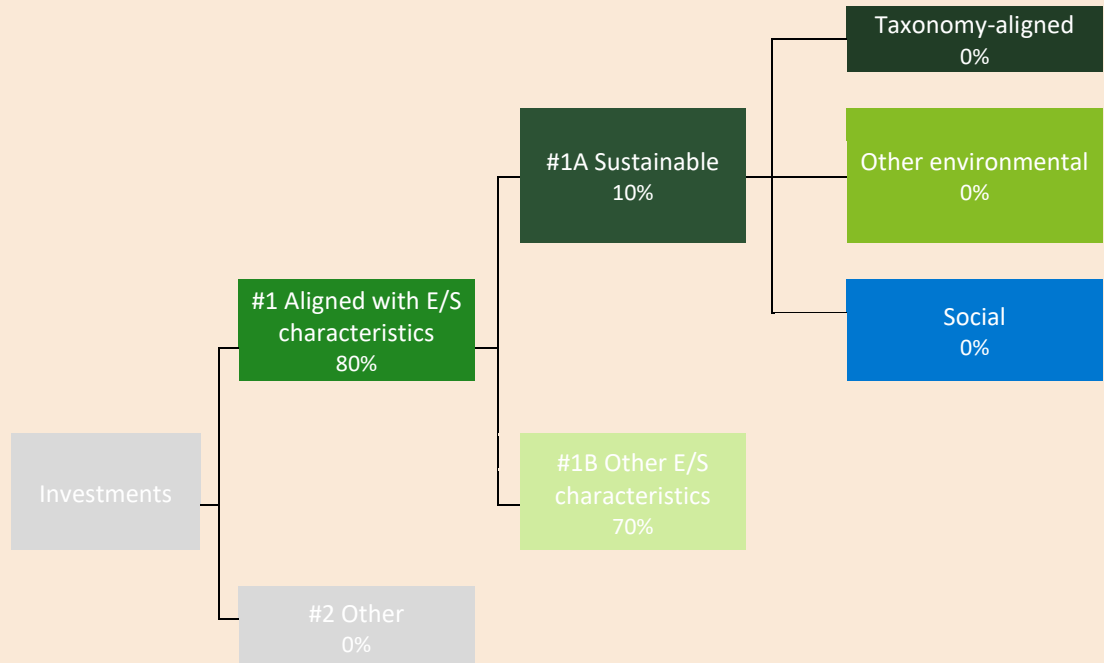 Taxonomy-aligned
0%
#1A Sustainable
10%
Other environmental
0%
#1 Aligned with E/S
characteristics
80%
Social
0%
Investments
#1B Other E/S
characteristics
70%
#2 Other
0%